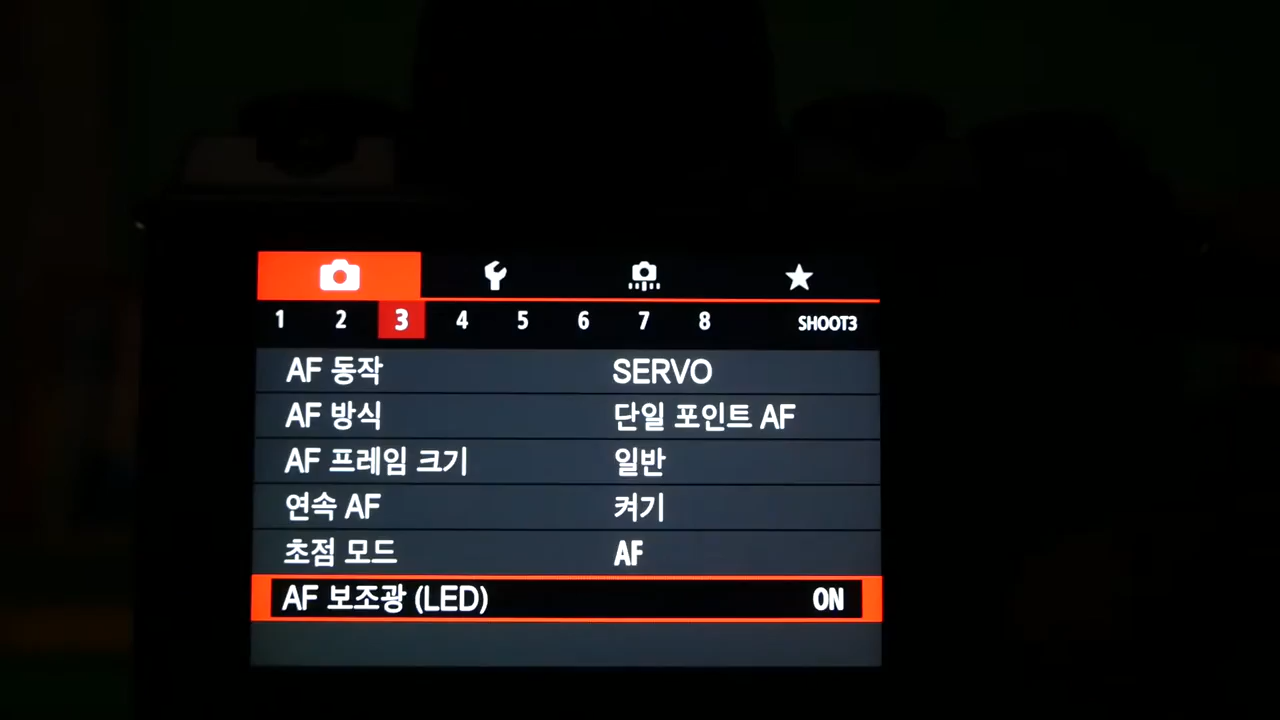 1 2 3 4 5 6 7 8 SHOOT3
AF 동작 SERVO
AF 방식 단일 포인트 AF
AF 프레임 크기 일반
연속 AF 켜기
초점 모드 AF
AF 보조광 (LED) ON